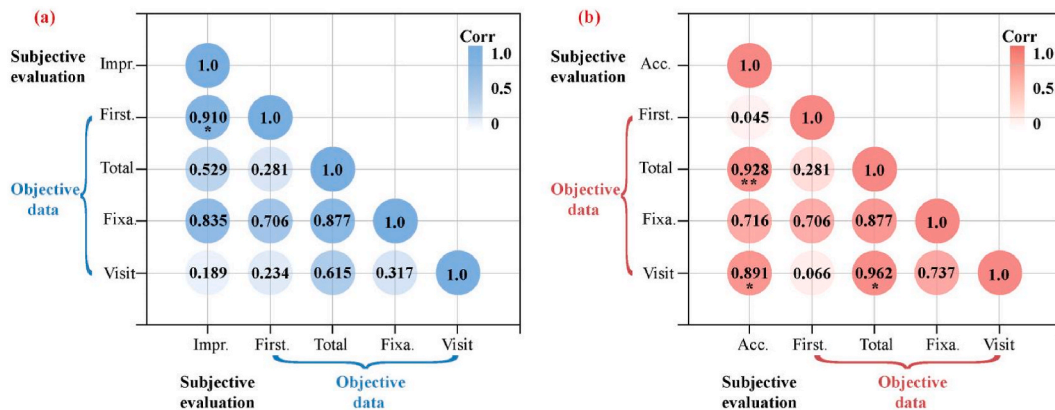 (a)
Subjective
evaluation
Objective
data
Corr
1.0
0.5
0
Impr.
1.0
First.
0.910
*
1.0
Total
0.529
0.281
1.0
Fixa.
0.835
0.706
0.877
1.0
Visit
0.189
0.234
0.615
0.317
1.0
Impr.
First.
Total
Fixa.
Visit
Subjective
evaluation
Objective
data
(b)
Subjective
evaluation
Objective
data
Corr
1.0
0.5
0
Acc.
1.0
First.
0.045
1.0
Total
0.928
**
0.281
1.0
Fixa.
0.716
0.706
0.877
1.0
Visit
0.891
*
0.066
0.962
*
0.737
1.0
Acc.
First.
Total
Fixa.
Visit
Subjective
evaluation
Objective
data